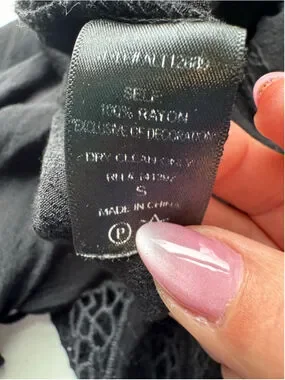 SELF
100% RAYON
*EXCLUSIVE OF DECORATION*
DRY CLEAN ONLY
S
MADE IN CHINA
P